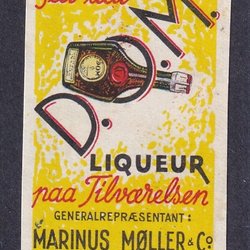 D.O.M.
LIQUEUR
paa Tilværelsen
GENERALREPRÆSENTANT:
MARINUS MØLLER & Co